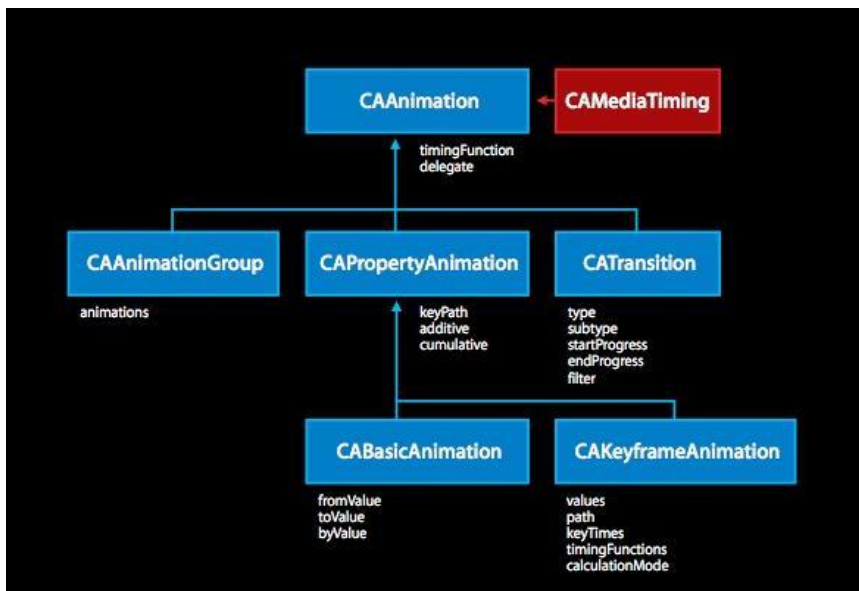 CAAnimation
CAMediaTiming
timingFunction
delegate
CAAnimationGroup
CAPropertyAnimation
CATransition
animations
keyPath
additive
cumulative
type
subtype
startProgress
endProgress
filter
CABasicAnimation
CAKeyframeAnimation
fromValue
toValue
byValue
values
path
keyTimes
timingFunctions
calculationMode